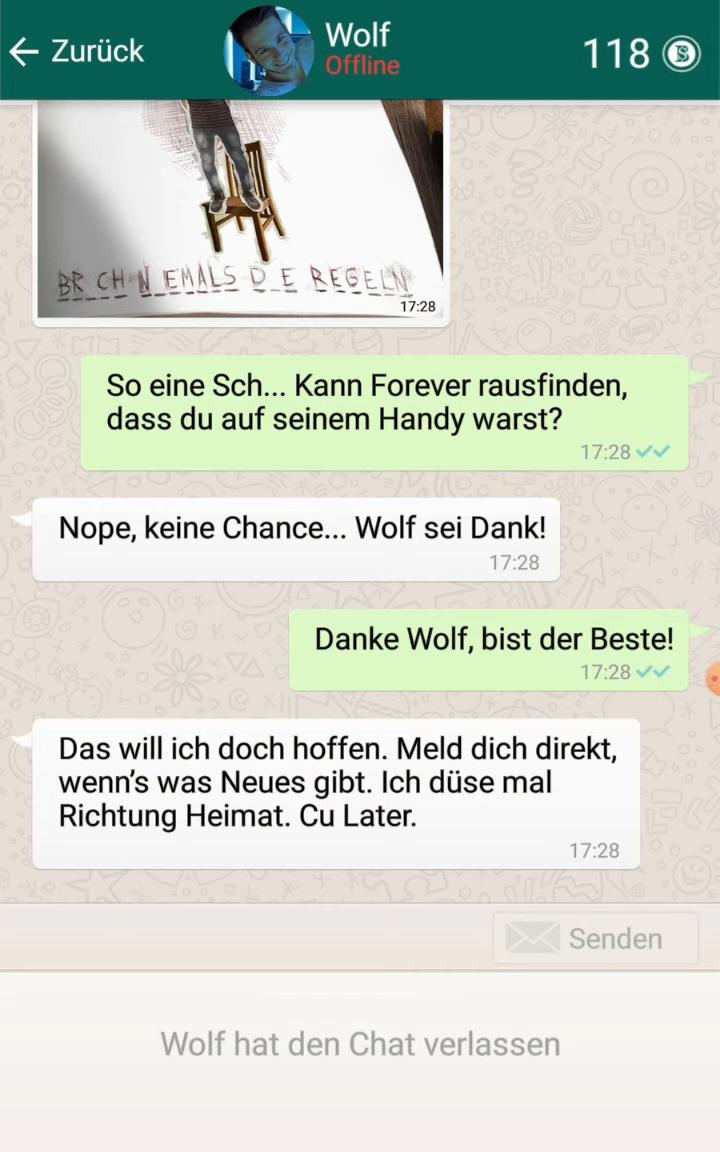 Zurück
Wolf
Offline
118
BR CH N EMALS D E REGELN
17:28
So eine Sch... Kann Forever rausfinden,
dass du auf seinem Handy warst?
17:28
Nope, keine Chance... Wolf sei Dank!
17:28
Danke Wolf, bist der Beste!
17:28
Das will ich doch hoffen. Meld dich direkt,
wenn's was Neues gibt. Ich düse mal
Richtung Heimat. Cu Later.
17:28
Senden
Wolf hat den Chat verlassen